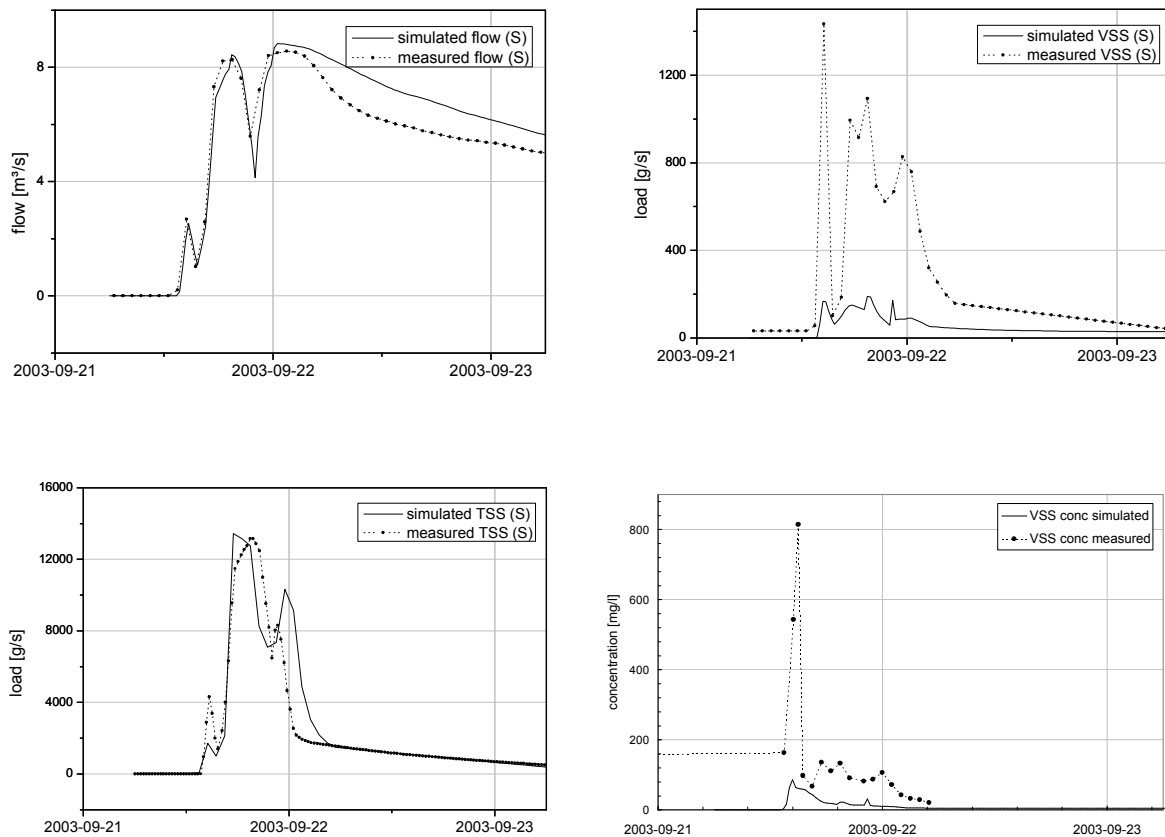 simulated flow (S)
measured flow (S)
8
4
0
flow [m³/s]
2003-09-21
2003-09-22
2003-09-23
simulated VSS (S)
measured VSS (S)
1200
800
400
0
load [g/s]
2003-09-21
2003-09-22
2003-09-23
simulated TSS (S)
measured TSS (S)
16000
12000
8000
4000
0
load [g/s]
2003-09-21
2003-09-22
2003-09-23
VSS conc simulated
VSS conc measured
800
600
400
200
0
concentration [mg/l]
2003-09-21
2003-09-22
2003-09-23